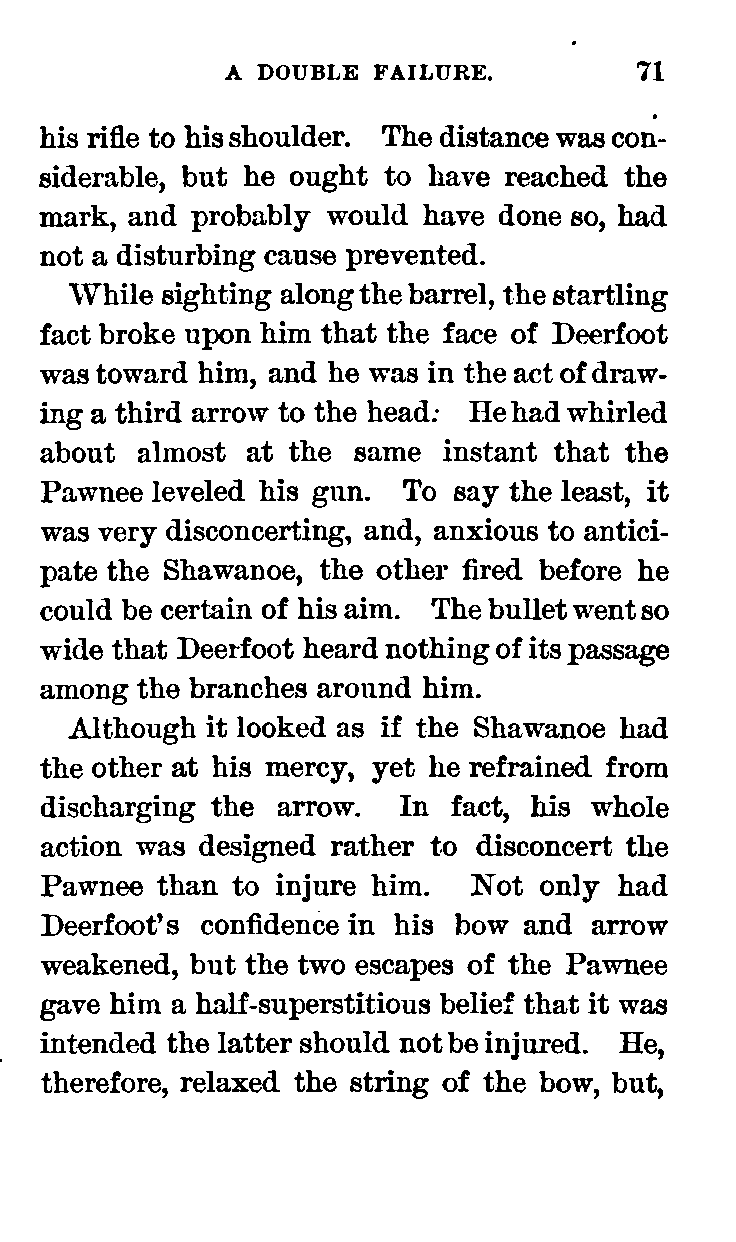 A DOUBLE FAILURE. 71
his rifle to his shoulder. The distance was con-
siderable, but he ought to have reached the
mark, and probably would have done so, had
not a disturbing cause prevented.
While sighting along the barrel, the startling
fact broke upon him that the face of Deerfoot
was toward him, and he was in the act of draw-
ing a third arrow to the head: He had whirled
about almost at the same instant that the
Pawnee leveled his gun. To say the least, it
was very disconcerting, and, anxious to antici-
pate the Shawanoe, the other fired before he
could be certain of his aim. The bullet went so
wide that Deerfoot heard nothing of its passage
among the branches around him.
Although it looked as if the Shawanoe had
the other at his mercy, yet he refrained from
discharging the arrow. In fact, his whole
action was designed rather to disconcert the
Pawnee than to injure him. Not only had
Deerfoot's confidence in his bow and arrow
weakened, but the two escapes of the Pawnee
gave him a half-superstitious belief that it was
intended the latter should not be injured. He,
therefore, relaxed the string of the bow, but,